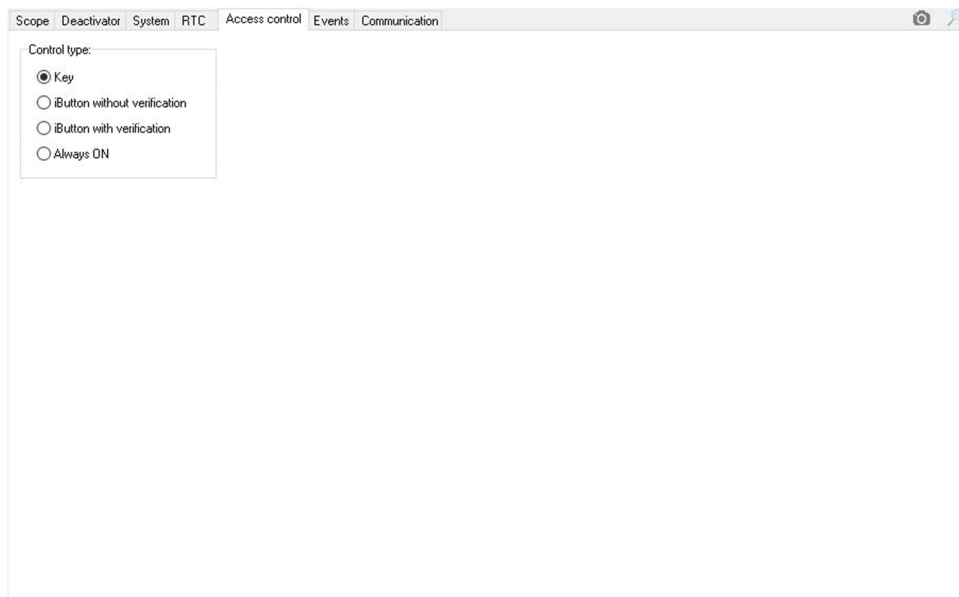 Scope Deactivator System RTC Access control Events Communication
Control type:
Key
iButton without verification
iButton with verification
Always ON